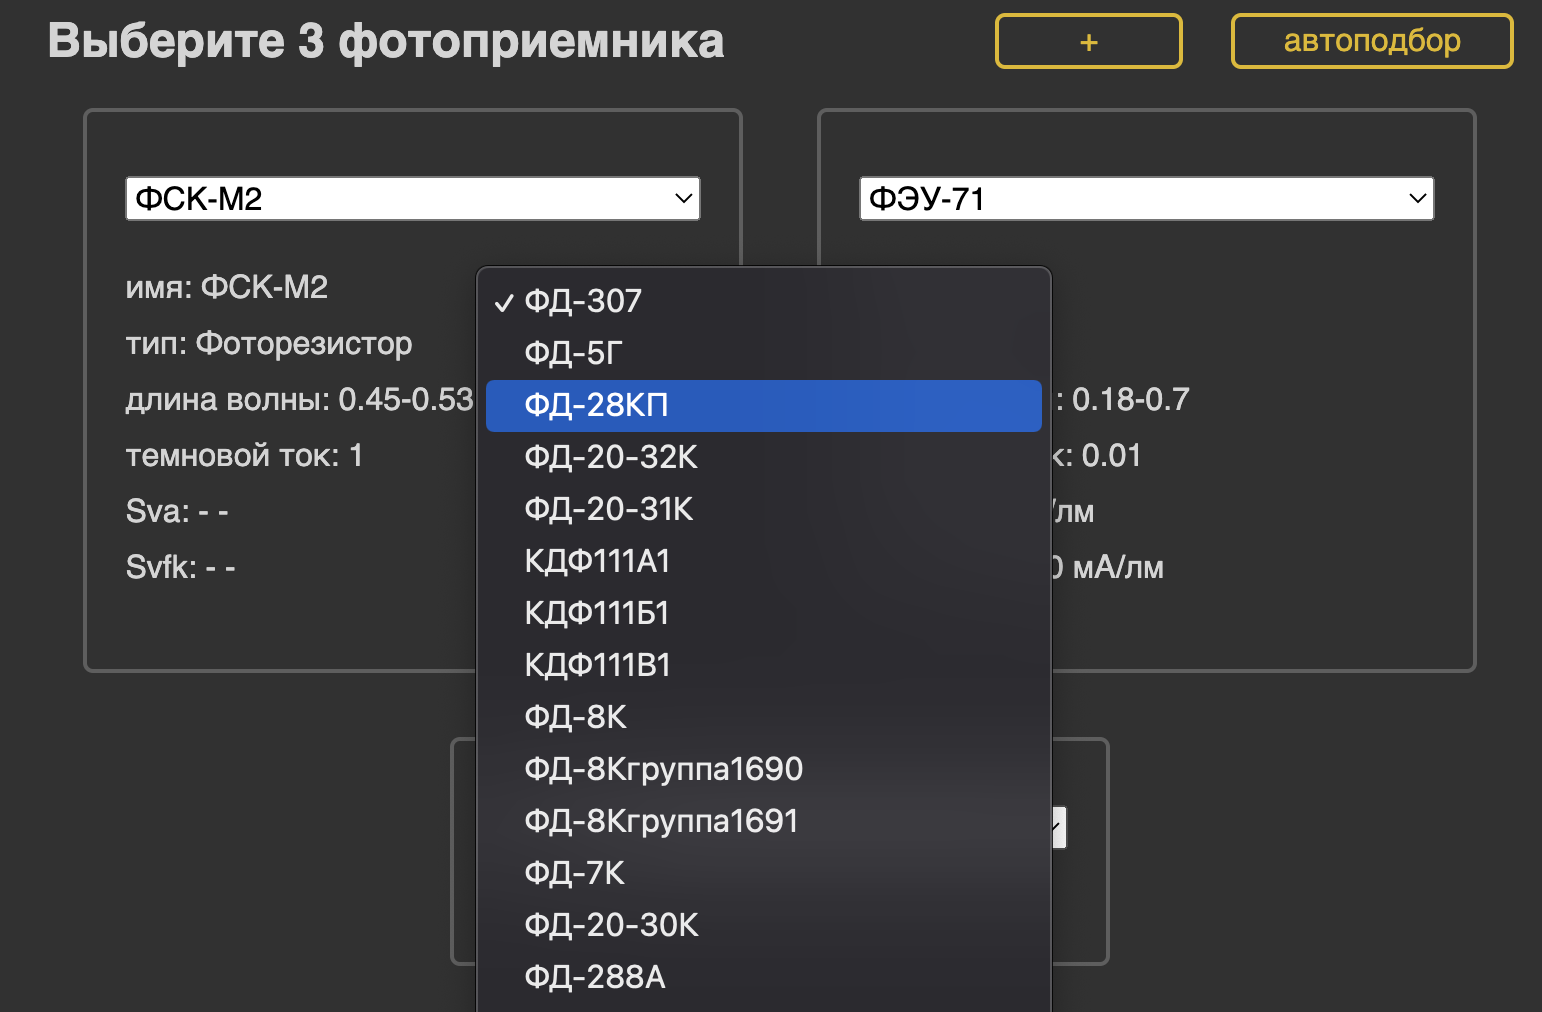 Выберите 3 фотоприемника
+
автоподбор
ФСК-М2
ФЭУ-71
имя: ФСК-М2
тип: Фоторезистор
длина волны: 0.45-0.53
темновой ток: 1
Sva: - -
Svfk: - -
: 0.18-0.7
к: 0.01
/лм
мА/лм
ФД-307
ФД-5Г
ФД-28КП
ФД-20-32К
ФД-20-31К
КДФ111А1
КДФ111Б1
КДФ111В1
ФД-8К
ФД-8Кгруппа1690
ФД-8Кгруппа1691
ФД-7К
ФД-20-30К
ФД-288А